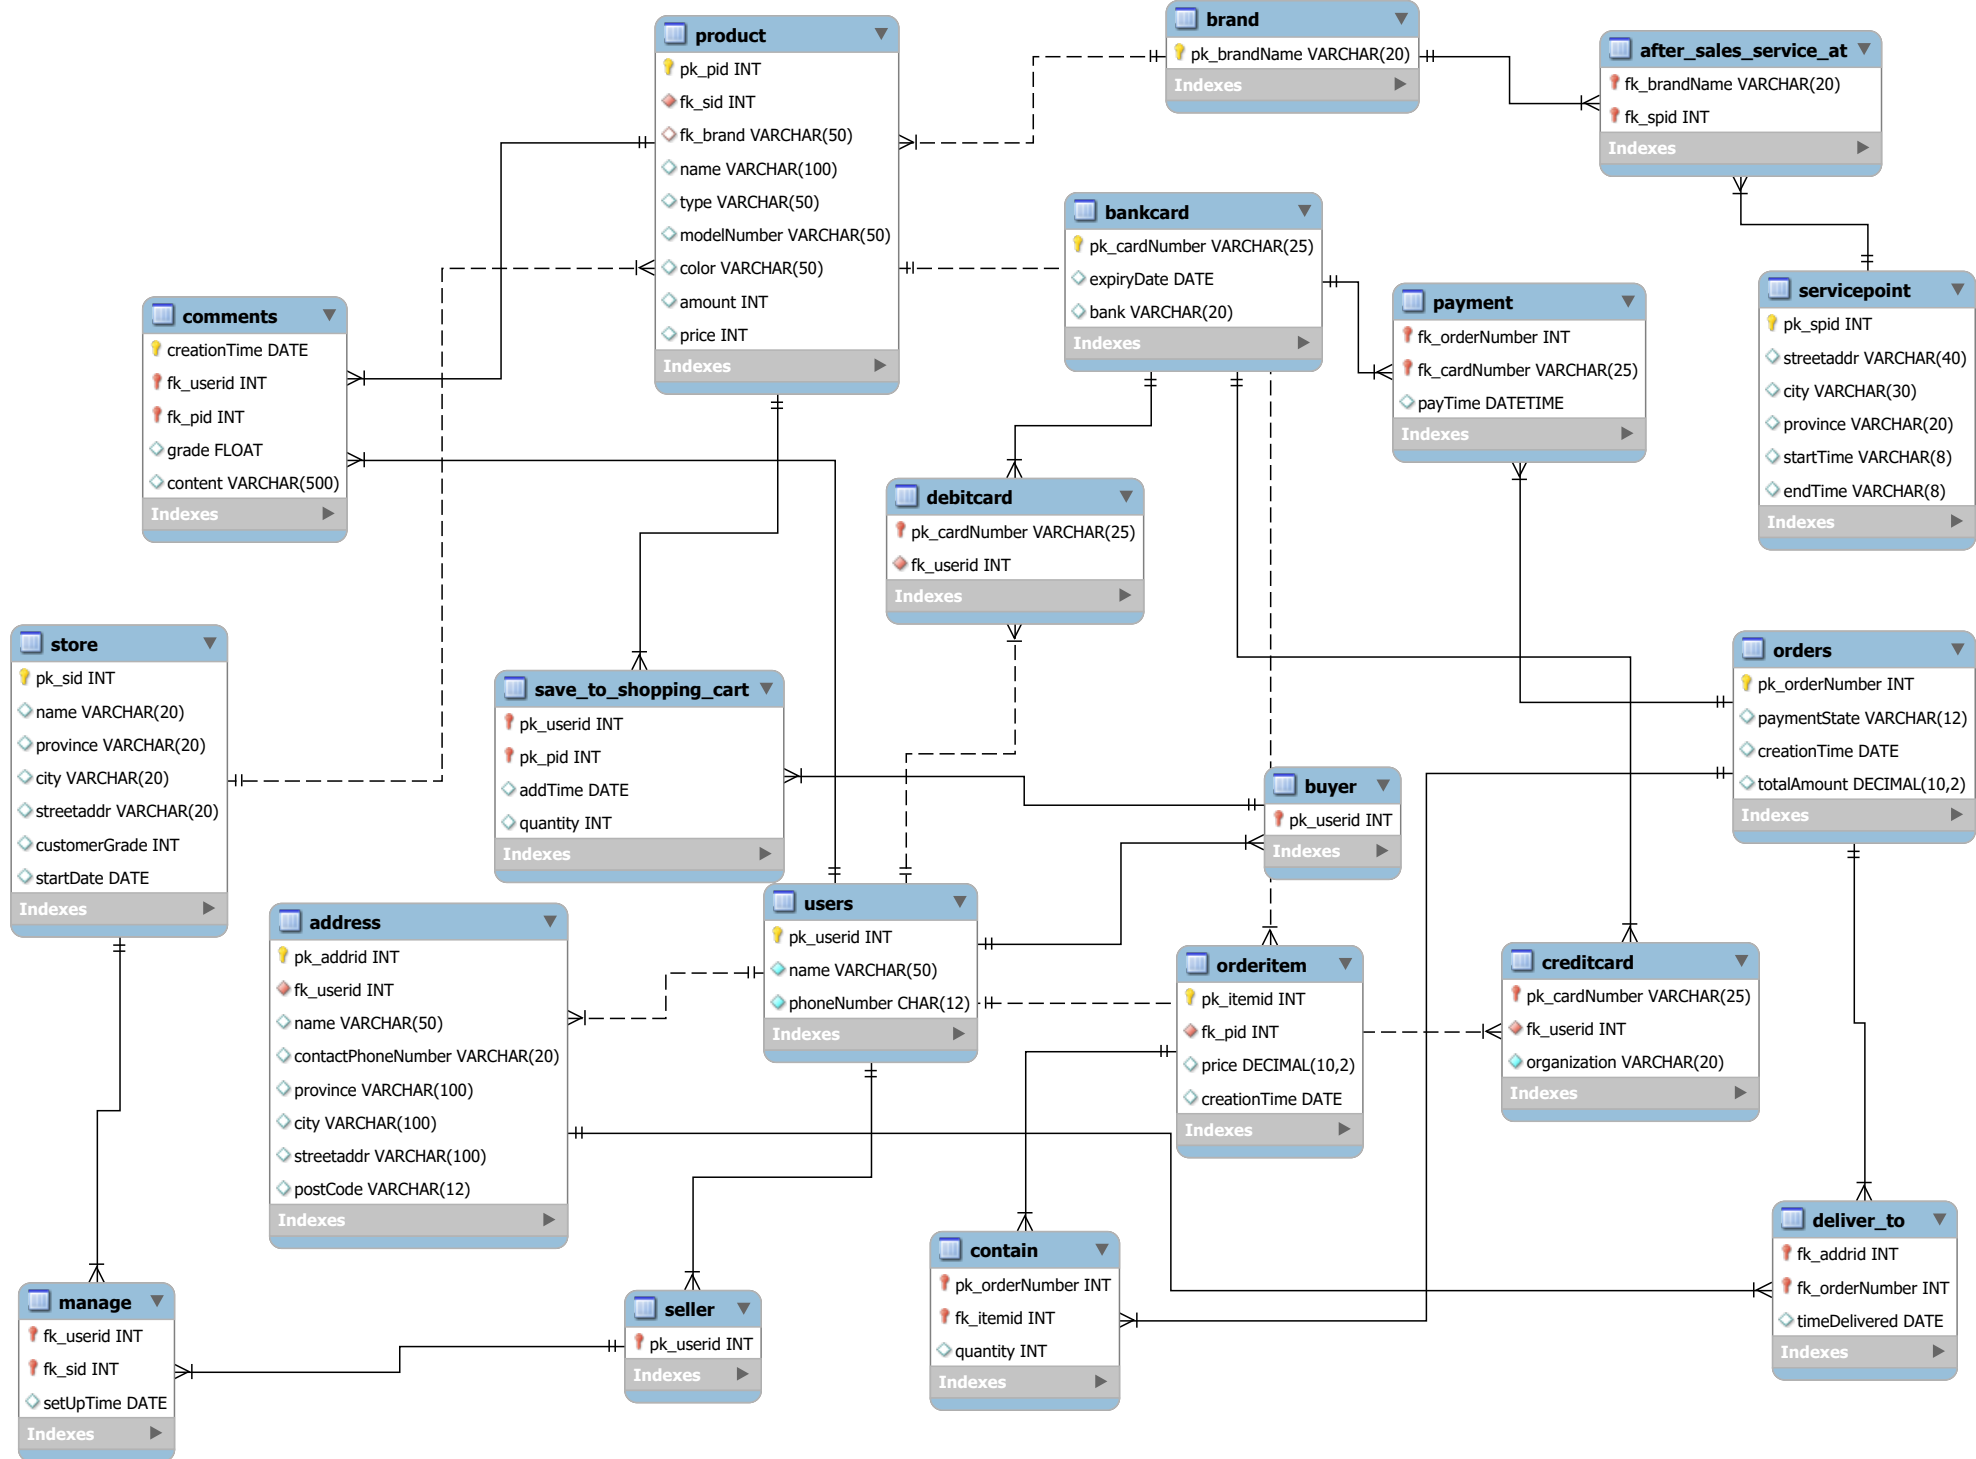 product
pk_pid INT
fk_sid INT
fk_brand VARCHAR(50)
name VARCHAR(100)
type VARCHAR(50)
modelNumber VARCHAR(50)
color VARCHAR(50)
amount INT
price INT
Indexes
brand
pk_brandName VARCHAR(20)
Indexes
after_sales_service_at
fk_brandName VARCHAR(20)
fk_spid INT
Indexes
bankcard
pk_cardNumber VARCHAR(25)
expiryDate DATE
bank VARCHAR(20)
Indexes
payment
fk_orderNumber INT
fk_cardNumber VARCHAR(25)
payTime DATETIME
Indexes
servicepoint
pk_spid INT
streetaddr VARCHAR(40)
city VARCHAR(30)
province VARCHAR(20)
startTime VARCHAR(8)
endTime VARCHAR(8)
Indexes
comments
creationTime DATE
fk_userid INT
fk_pid INT
grade FLOAT
content VARCHAR(500)
Indexes
debitcard
pk_cardNumber VARCHAR(25)
fk_userid INT
Indexes
store
pk_sid INT
name VARCHAR(20)
province VARCHAR(20)
city VARCHAR(20)
streetaddr VARCHAR(20)
customerGrade INT
startDate DATE
Indexes
save_to_shopping_cart
pk_userid INT
pk_pid INT
addTime DATE
quantity INT
Indexes
orders
pk_orderNumber INT
paymentState VARCHAR(12)
creationTime DATE
totalAmount DECIMAL(10,2)
Indexes
buyer
pk_userid INT
Indexes
users
pk_userid INT
name VARCHAR(50)
phoneNumber CHAR(12)
Indexes
address
pk_addrid INT
fk_userid INT
name VARCHAR(50)
contactPhoneNumber VARCHAR(20)
province VARCHAR(100)
city VARCHAR(100)
streetaddr VARCHAR(100)
postCode VARCHAR(12)
Indexes
orderitem
pk_itemid INT
fk_pid INT
price DECIMAL(10,2)
creationTime DATE
Indexes
creditcard
pk_cardNumber VARCHAR(25)
fk_userid INT
organization VARCHAR(20)
Indexes
deliver_to
fk_addrid INT
fk_orderNumber INT
timeDelivered DATE
Indexes
contain
pk_orderNumber INT
fk_itemid INT
quantity INT
Indexes
manage
fk_userid INT
fk_sid INT
setUpTime DATE
Indexes
seller
pk_userid INT
Indexes